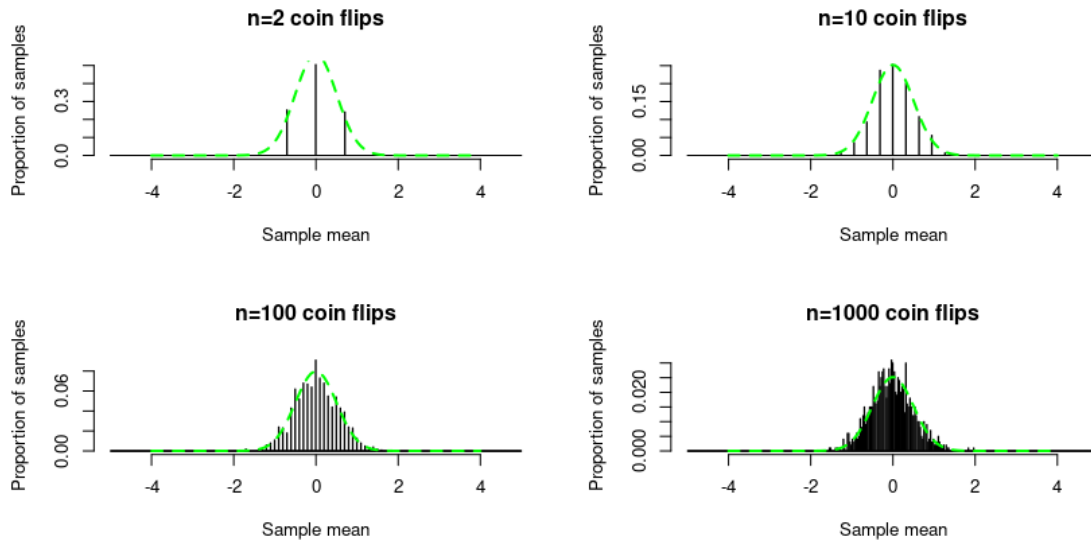 n=2 coin flips
Proportion of samples
0.0
0.3
-4 -2 0 2 4
Sample mean
n=10 coin flips
Proportion of samples
0.00
0.15
-4 -2 0 2 4
Sample mean
n=100 coin flips
Proportion of samples
0.00
0.06
-4 -2 0 2 4
Sample mean
n=1000 coin flips
Proportion of samples
0.000
0.020
-4 -2 0 2 4
Sample mean